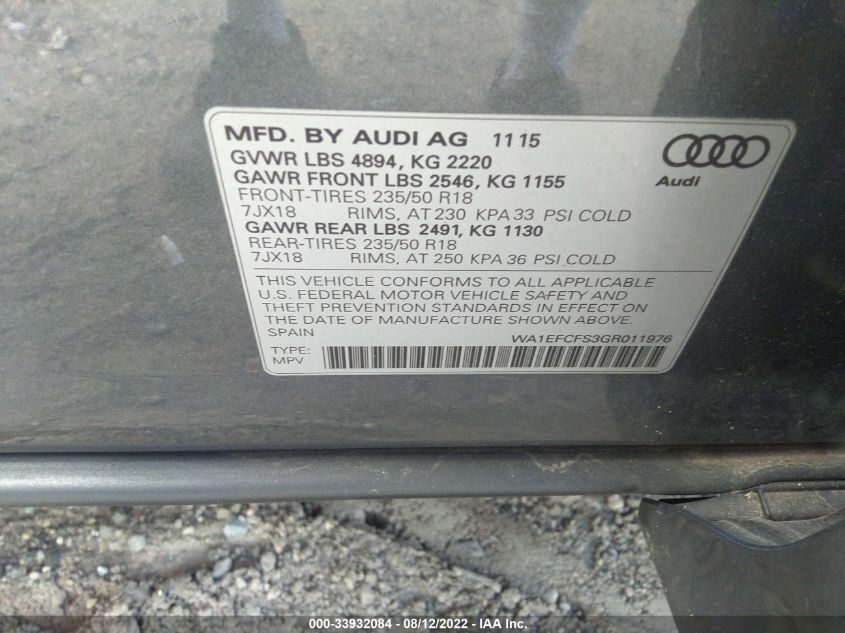 MFD. BY AUDI AG 11 15
GVWR LBS 4894, KG 2220
GAWR FRONT LBS 2546, KG 1155
FRONT-TIRES 235/50 R18
7JX18 RIMS, AT 230 KPA 33 PSI COLD
GAWR REAR LBS 2491, KG 1130
REAR-TIRES 235/50 R18
7JX18 RIMS, AT 250 KPA 36 PSI COLD
Audi
THIS VEHICLE CONFORMS TO ALL APPLICABLE
U.S. FEDERAL MOTOR VEHICLE SAFETY AND
THEFT PREVENTION STANDARDS IN EFFECT ON
THE DATE OF MANUFACTURE SHOWN ABOVE.
SPAIN
WA1EFCFS3GR011976
TYPE:
MPV
000-33932084 - 08/12/2022 - IAA Inc.